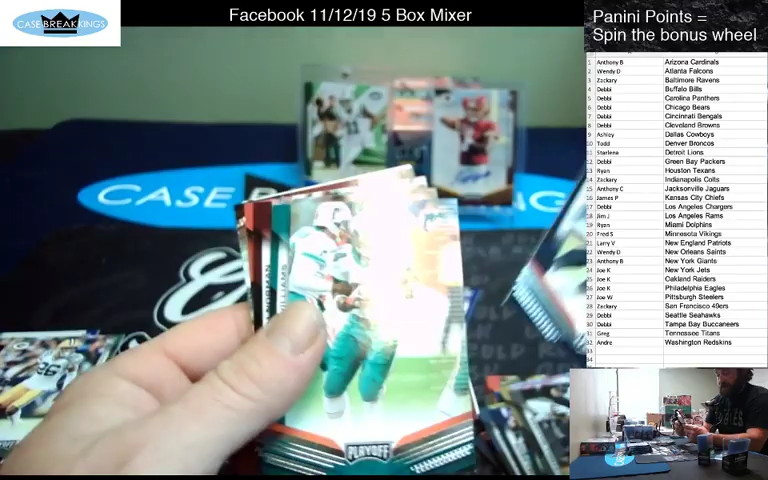 CASE BREAK KINGS
Facebook 11/12/19 5 Box Mixer
Panini Points =
Spin the bonus wheel
1 Anthony B Arizona Cardinals
2 Wendy D Atlanta Falcons
3 Zackary Baltimore Ravens
4 Debbi Buffalo Bills
5 Debbi Carolina Panthers
6 Debbi Chicago Bears
7 Debbi Cincinnati Bengals
8 Debbi Cleveland Browns
9 Ashley Dallas Cowboys
10 Todd Denver Broncos
11 Starlena Detroit Lions
12 Debbi Green Bay Packers
13 Ryan Houston Texans
14 Zackary Indianapolis Colts
15 Anthony C Jacksonville Jaguars
16 James P Kansas City Chiefs
17 Debbi Los Angeles Chargers
18 Jim J Los Angeles Rams
19 Ryan Miami Dolphins
20 Fred S Minnesota Vikings
21 Larry V New England Patriots
22 Wendy D New Orleans Saints
23 Anthony B New York Giants
24 Joe K New York Jets
25 Joe K Oakland Raiders
26 Joe K Philadelphia Eagles
27 Joe W Pittsburgh Steelers
28 Zackary San Francisco 49ers
29 Debbi Seattle Seahawks
30 Debbi Tampa Bay Buccaneers
31 Greg Tennessee Titans
32 Andre Washington Redskins
33
34
CASE BREAK
NORMAN
WILLIAMS
PLAYOFF